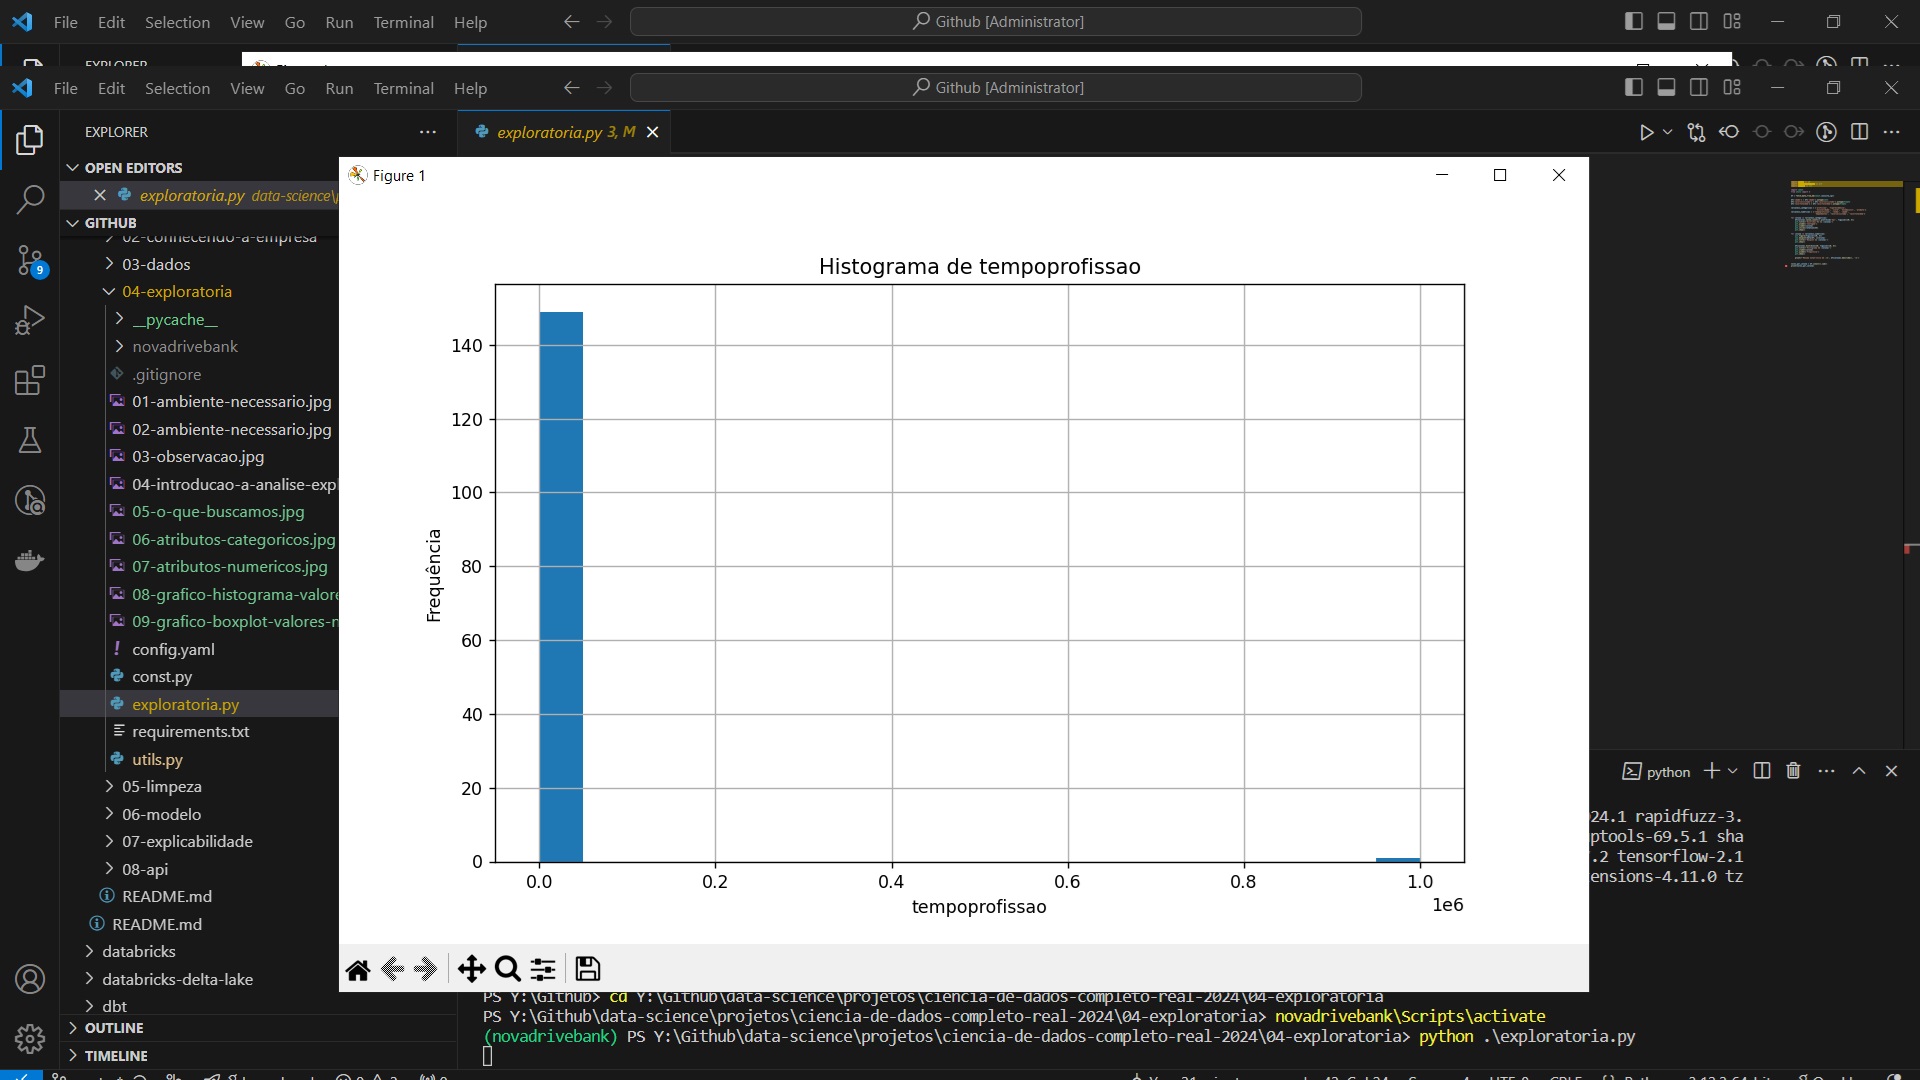 File Edit Selection View Go Run Terminal Help
Github [Administrator]
File Edit Selection View Go Run Terminal Help
Github [Administrator]
EXPLORER
exploratoria.py 3, M
OPEN EDITORS
exploratoria.py data-science\
GITHUB
02-conhecendo-a-empresa
03-dados
04-exploratoria
__pycache__
novadrivebank
.gitignore
01-ambiente-necessario.jpg
02-ambiente-necessario.jpg
03-observacao.jpg
04-introducao-a-analise-expl
05-o-que-buscamos.jpg
06-atributos-categoricos.jpg
07-atributos-numericos.jpg
08-grafico-histograma-valore
09-grafico-boxplot-valores-n
config.yaml
const.py
exploratoria.py
requirements.txt
utils.py
05-limpeza
06-modelo
07-explicabilidade
08-api
README.md
README.md
databricks
databricks-delta-lake
dbt
OUTLINE
TIMELINE
9
Figure 1
Histograma de tempoprofissao
Frequência
140
120
100
80
60
40
20
0
0.0 0.2 0.4 0.6 0.8 1.0
1e6
tempoprofissao
python
24.1 rapidfuzz-3.
ptools-69.5.1 sha
.2 tensorflow-2.1
ensions-4.11.0 tz
PS Y:\Github> cd Y:\Github\data-science\projetos\ciencia-de-dados-completo-real-2024\04-exploratoria
PS Y:\Github\data-science\projetos\ciencia-de-dados-completo-real-2024\04-exploratoria> novadrivebank\Scripts\activate
(novadrivebank) PS Y:\Github\data-science\projetos\ciencia-de-dados-completo-real-2024\04-exploratoria> python .\exploratoria.py